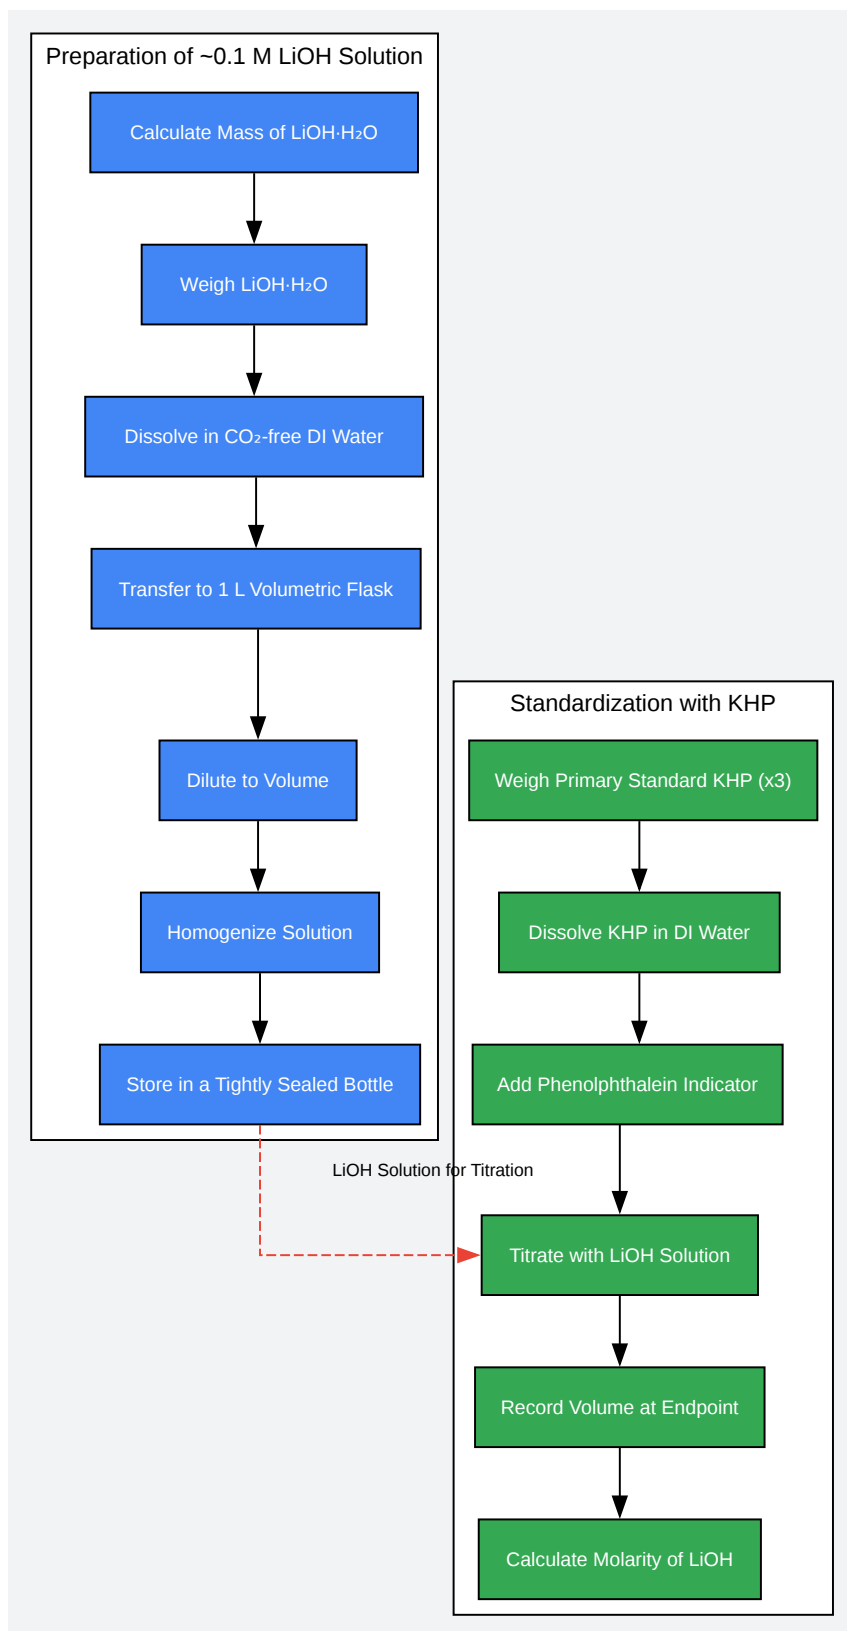 Preparation of ~0.1 M LiOH Solution
Calculate Mass of LiOH·H₂O
Weigh LiOH·H₂O
Dissolve in CO₂-free DI Water
Transfer to 1 L Volumetric Flask
Dilute to Volume
Homogenize Solution
Store in a Tightly Sealed Bottle
LiOH Solution for Titration
Standardization with KHP
Weigh Primary Standard KHP (x3)
Dissolve KHP in DI Water
Add Phenolphthalein Indicator
Titrate with LiOH Solution
Record Volume at Endpoint
Calculate Molarity of LiOH